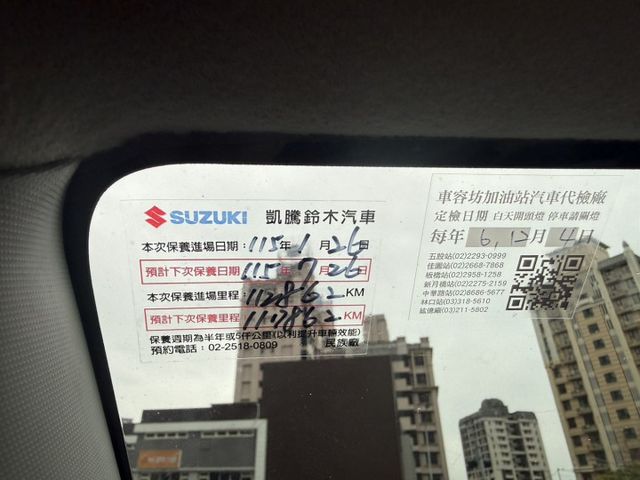 SUZUKI 凱騰鈴木汽車
本次保養進場日期：115年1月26日
預計下次保養日期 115年7月26
本次保養進場里程 112862KM
預計下次保養里程 117862KM
保養週期為半年或5仟公里(以利提升車輛效能)
預約電話：02-2518-0809 民族廠
車容坊加油站汽車代檢廠
定檢日期 白天開頭燈 停車請關燈
每年 6,12月 4日
五股站(02)2293-0999
佳園站(02)2668-7868
板橋站(02)2958-1258
新月橋站(02)2275-2159
中華路站(02)8686-5677
林口站(03)318-5610
鋐億廠(03)211-5802